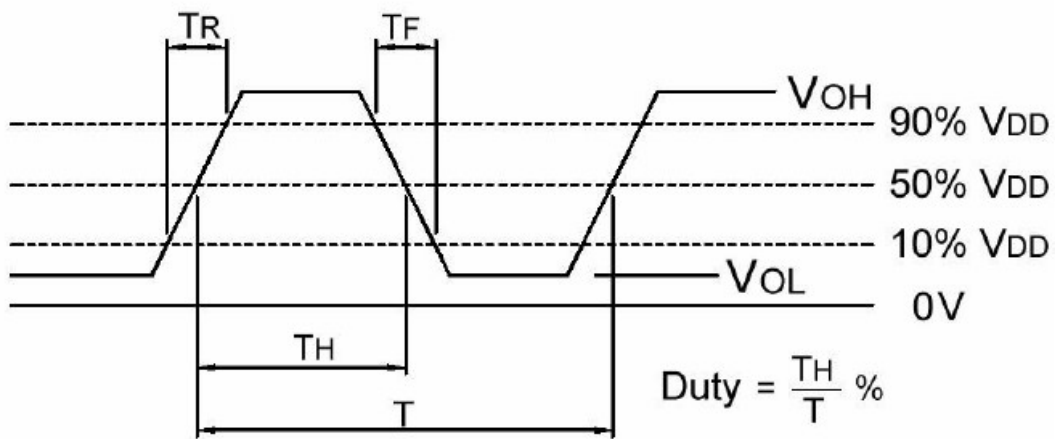 TR
TF
VOH
90% VDD
50% VDD
10% VDD
VOL
0V
TH
T
Duty = TH/T %